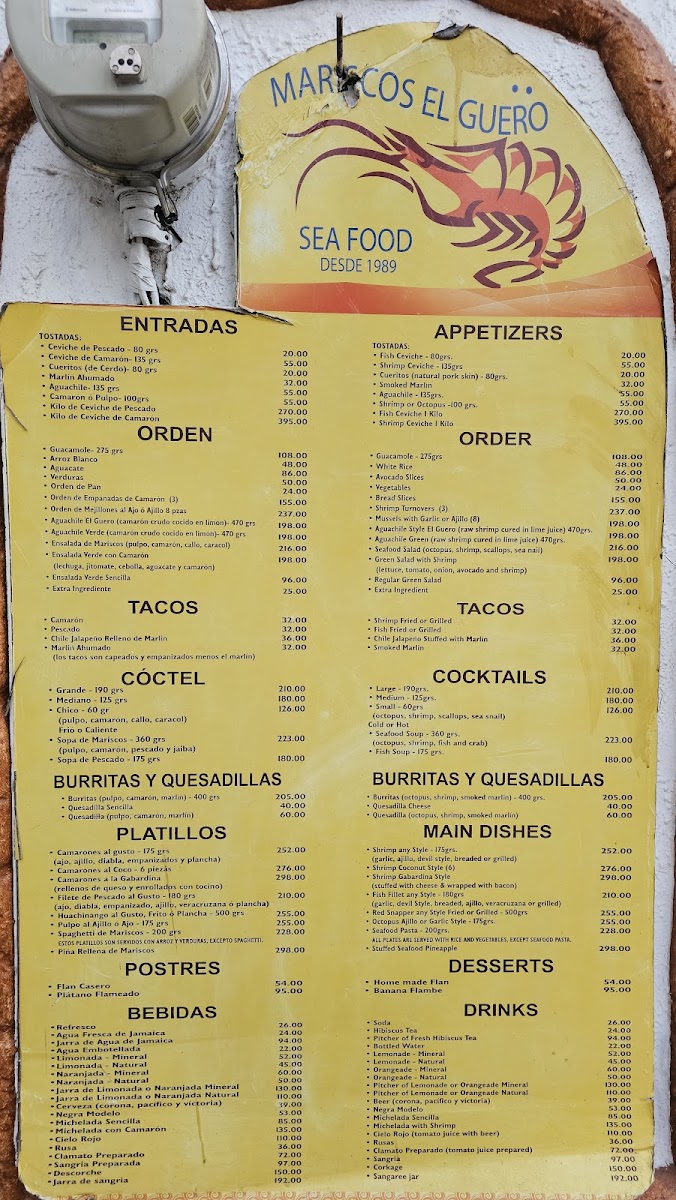 MARISCOS EL GUERÖ
SEA FOOD
DESDE 1989
ENTRADAS
TOSTADAS:
• Ceviche de Pescado - 80 grs 20.00
• Ceviche de Camarón- 135 grs 55.00
• Cueritos (de Cerdo)- 80 grs 20.00
• Marlin Ahumado 32.00
• Aguachile- 135 grs 55.00
• Camarón ó Pulpo- 100grs 55.00
• Kilo de Ceviche de Pescado 270.00
• Kilo de Ceviche de Camarón 395.00
ORDEN
• Guacamole- 275 grs 108.00
• Arroz Blanco 48.00
• Aguacate 86.00
• Verduras 50.00
• Orden de Pan 24.00
• Orden de Empanadas de Camarón (3) 155.00
• Orden de Mejillones al Ajo ó Ajillo 8 pzas 237.00
• Aguachile El Guero (camarón crudo cocido en limón)- 470 grs 198.00
• Aguachile Verde (camarón crudo cocido en limón)- 470 grs 198.00
• Ensalada de Mariscos (pulpo, camarón, callo, caracol) 216.00
• Ensalada Verde con Camarón 198.00
(lechuga, jitomate, cebolla, aguacate y camarón)
• Ensalada Verde Sencilla 96.00
• Extra Ingrediente 25.00
TACOS
• Camarón 32.00
• Pescado 32.00
• Chile Jalapeño Relleno de Marlin 36.00
• Marlin Ahumado 32.00
(los tacos son capeados y empanizados menos el marlin)
CÓCTEL
• Grande - 190 grs 210.00
• Mediano - 125 grs 180.00
• Chico - 60 gr 126.00
(pulpo, camarón, callo, caracol)
Frio o Caliente
• Sopa de Mariscos - 360 grs 223.00
(pulpo, camarón, pescado y jaiba)
• Sopa de Pescado - 175 grs 180.00
BURRITAS Y QUESADILLAS
• Burritas (pulpo, camarón, marlin) - 400 grs 205.00
• Quesadilla Sencilla 40.00
• Quesadilla (pulpo, camarón, marlin) 60.00
PLATILLOS
• Camarones al gusto - 175 grs 252.00
(ajo, ajillo, diabla, empanizados y plancha)
• Camarones al Coco - 6 piezas 276.00
• Camarones a la Gabardina 298.00
(rellenos de queso y enrollados con tocino)
• Filete de Pescado al Gusto - 180 grs 210.00
(ajo, diabla, empanizado, ajillo, veracruzana ó plancha)
• Huachinango al Gusto, Frito ó Plancha - 500 grs 255.00
• Pulpo al Ajillo ó Ajo - 175 grs 255.00
• Spaghetti de Mariscos - 200 grs 228.00
ESTOS PLATILLOS SON SERVIDOS CON ARROZ Y VERDURAS, EXCEPTO SPAGHETTI.
• Piña Rellena de Mariscos 298.00
POSTRES
• Flan Casero 54.00
• Plátano Flameado 95.00
BEBIDAS
• Refresco 26.00
• Agua Fresca de Jamaica 24.00
• Jarra de Agua de Jamaica 94.00
• Agua Embotellada 22.00
• Limonada - Mineral 52.00
• Limonada - Natural 45.00
• Naranjada - Mineral 60.00
• Naranjada - Natural 50.00
• Jarra de Limonada o Naranjada Mineral 130.00
• Jarra de Limonada o Naranjada Natural 110.00
• Cerveza (corona, pacifico y victoria) 39.00
• Negra Modelo 53.00
• Michelada Sencilla 85.00
• Michelada con Camarón 135.00
• Cielo Rojo 110.00
• Rusa 36.00
• Clamato Preparado 72.00
• Sangria Preparada 97.00
• Descorche 150.00
• Jarra de sangria 192.00
APPETIZERS
TOSTADAS:
• Fish Ceviche - 80grs. 20.00
• Shrimp Ceviche - 135grs 55.00
• Cueritos (natural pork skin) - 80grs. 20.00
• Smoked Marlin 32.00
• Aguachile - 135grs. 55.00
• Shrimp or Octopus -100 grs. 55.00
• Fish Ceviche 1 Kilo 270.00
• Shrimp Ceviche 1 Kilo 395.00
ORDER
• Guacamole - 275grs 108.00
• White Rice 48.00
• Avocado Slices 86.00
• Vegetables 50.00
• Bread Slices 24.00
• Shrimp Turnovers (3) 155.00
• Mussels with Garlic or Ajillo (8) 237.00
• Aguachile Style El Guero (raw shrimp cured in lime juice) 470grs. 198.00
• Aguachile Green (raw shrimp cured in lime juice) 470grs. 198.00
• Seafood Salad (octopus, shrimp, scallops, sea nail) 216.00
• Green Salad with Shrimp 198.00
(lettuce, tomato, onion, avocado and shrimp)
• Regular Green Salad 96.00
• Extra Ingredient 25.00
TACOS
• Shrimp Fried or Grilled 32.00
• Fish Fried or Grilled 32.00
• Chile Jalapeño Stuffed with Marlin 36.00
• Smoked Marlin 32.00
COCKTAILS
• Large - 190grs. 210.00
• Medium - 125grs. 180.00
• Small - 60grs 126.00
(octopus, shrimp, scallops, sea snail)
Cold or Hot
• Seafood Soup - 360 grs. 223.00
(octopus, shrimp, fish and crab)
• Fish Soup - 175 grs. 180.00
BURRITAS Y QUESADILLAS
• Burritas (octopus, shrimp, smoked marlin) - 400 grs. 205.00
• Quesadilla Cheese 40.00
• Quesadilla (octopus, shrimp, smoked marlin) 60.00
MAIN DISHES
• Shrimp any Style - 175grs. 252.00
(garlic, ajillo, devil style, breaded or grilled)
• Shrimp Coconut Style (6) 276.00
• Shrimp Gabardina Style 298.00
(stuffed with cheese & wrapped with bacon)
• Fish Fillet any Style - 180grs 210.00
(garlic, devil style, breaded, ajillo, veracruzana or grilled)
• Red Snapper any Style Fried or Grilled - 500grs 255.00
• Octopus Ajillo or Garlic Style - 175grs. 255.00
• Seafood Pasta - 200grs. 228.00
ALL PLATES ARE SERVED WITH RICE AND VEGETABLES, EXCEPT SEAFOOD PASTA.
• Stuffed Seafood Pineapple 298.00
DESSERTS
• Home made Flan 54.00
• Banana Flambe 95.00
DRINKS
• Soda 26.00
• Hibiscus Tea 24.00
• Pitcher of Fresh Hibiscus Tea 94.00
• Bottled Water 22.00
• Lemonade - Mineral 52.00
• Lemonade - Natural 45.00
• Orangeade - Mineral 60.00
• Orangeade - Natural 50.00
• Pitcher of Lemonade or Orangeade Mineral 130.00
• Pitcher of Lemonade or Orangeade Natural 110.00
• Beer (corona, pacifico y victoria) 39.00
• Negra Modelo 53.00
• Michelada Sencilla 85.00
• Michelada with Shrimp 135.00
• Cielo Rojo (tomato juice with beer) 110.00
• Rusas 36.00
• Clamato Preparado (tomato juice prepared) 72.00
• Sangria 97.00
• Corkage 150.00
• Sangaree jar 192.00